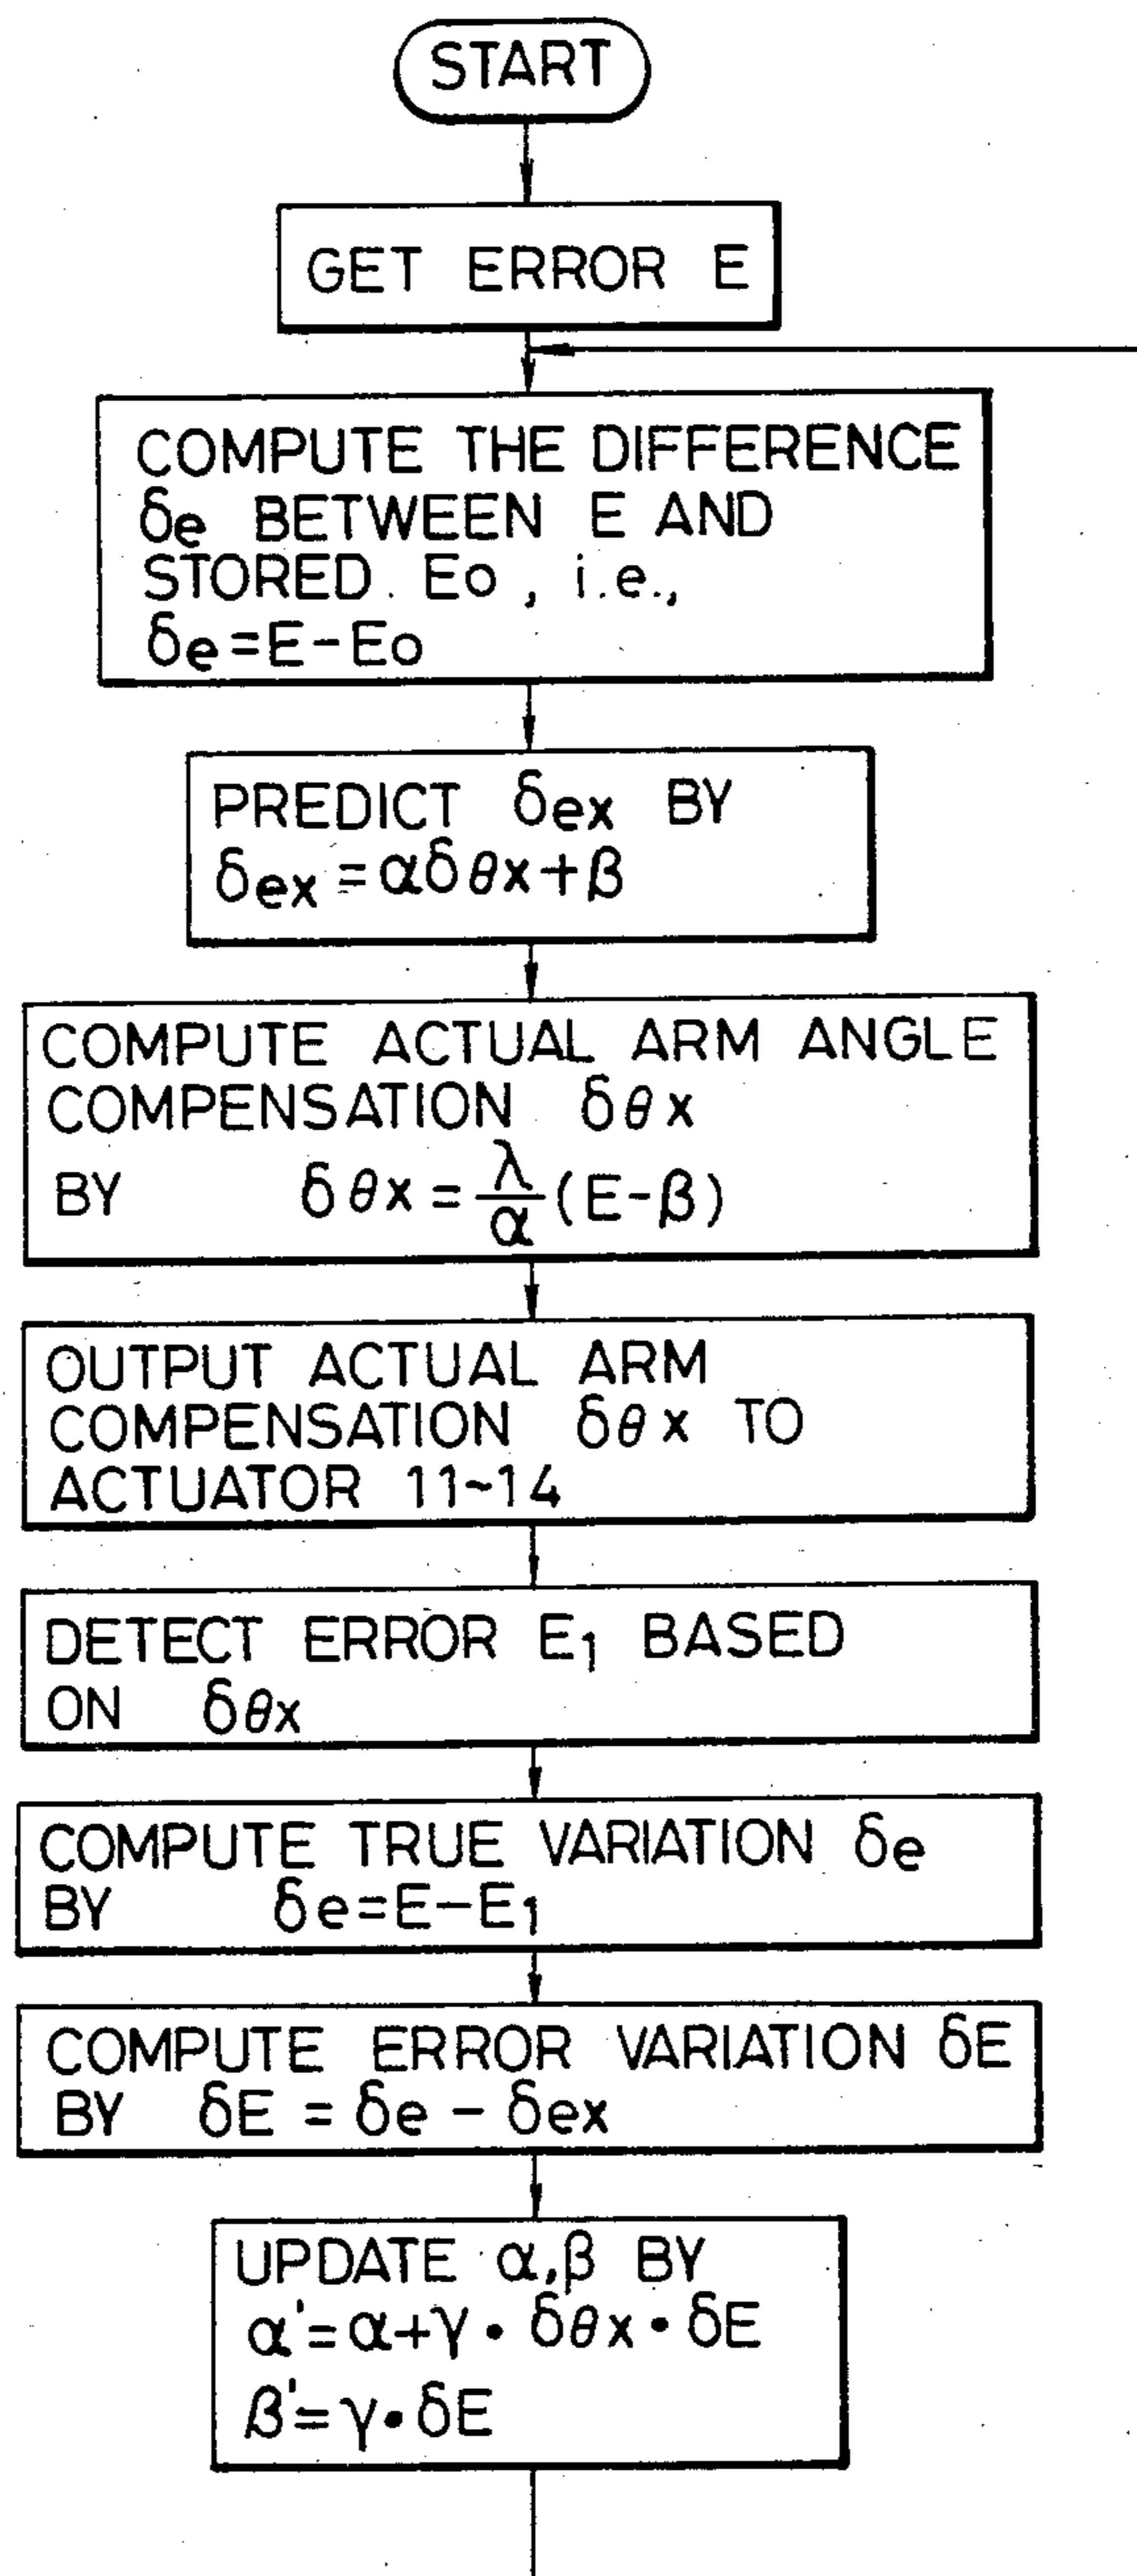 START
GET ERROR E
COMPUTE THE DIFFERENCE
δe BETWEEN E AND
STORED. Eo, i.e.,
δe=E-Eo
PREDICT δex BY
δex=αδθx+β
COMPUTE ACTUAL ARM ANGLE
COMPENSATION δθx
BY δθx=λ/α(E-β)
OUTPUT ACTUAL ARM
COMPENSATION δθx TO
ACTUATOR 11~14
DETECT ERROR E1 BASED
ON δθx
COMPUTE TRUE VARIATION δe
BY δe=E-E1
COMPUTE ERROR VARIATION δE
BY δE = δe - δex
UPDATE α,β BY
α'=α+γ•δθx•δE
β'=γ•δE